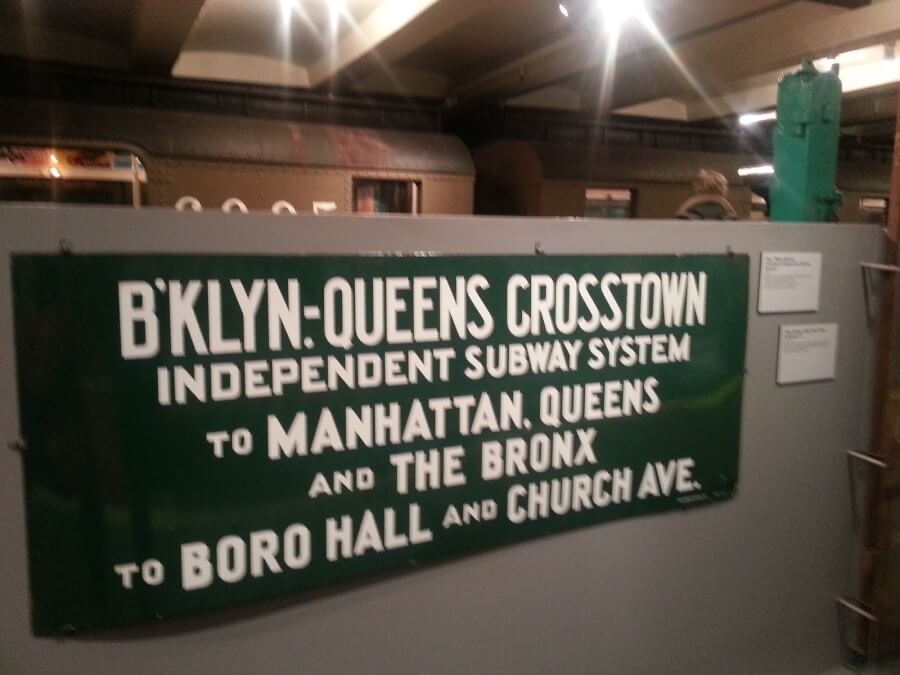 B'KLYN.-QUEENS CROSSTOWN
INDEPENDENT SUBWAY SYSTEM
TO MANHATTAN, QUEENS
AND THE BRONX
TO BORO HALL AND CHURCH AVE.